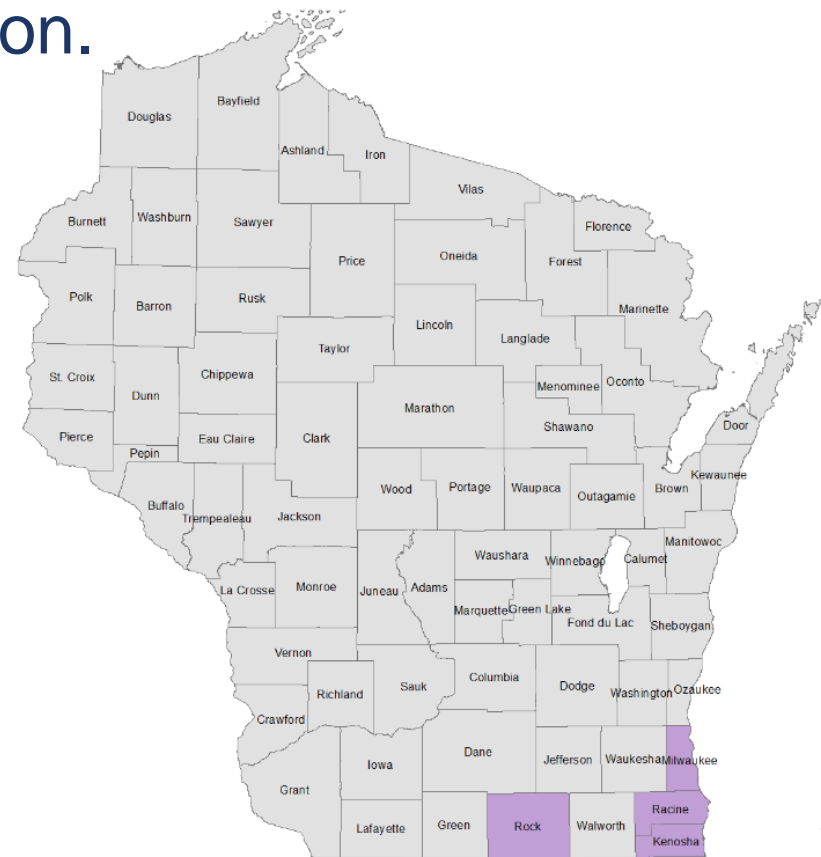 on.
Bayfield
Douglas
Ashland
Iron
Vilas
Burnett
Washburn
Sawyer
Florence
Price
Oneida
Forest
Polk
Barron
Rusk
Marinette
Lincoln
Langlade
Taylor
St. Croix
Dunn
Chippewa
Menominee
Oconto
Marathon
Pierce
Eau Claire
Clark
Shawano
Door
Pepin
Wood
Portage
Waupaca
Outagamie
Brown
Kewaunee
Buffalo
Trempealeau
Jackson
Waushara
Winnebago
Calumet
Manitowoc
La Crosse
Monroe
Juneau
Adams
Marquette
Green Lake
Fond du Lac
Sheboygan
Vernon
Richland
Sauk
Columbia
Dodge
Washington
Ozaukee
Crawford
Iowa
Dane
Jefferson
Waukesha
Milwaukee
Grant
Lafayette
Green
Rock
Walworth
Racine
Kenosha